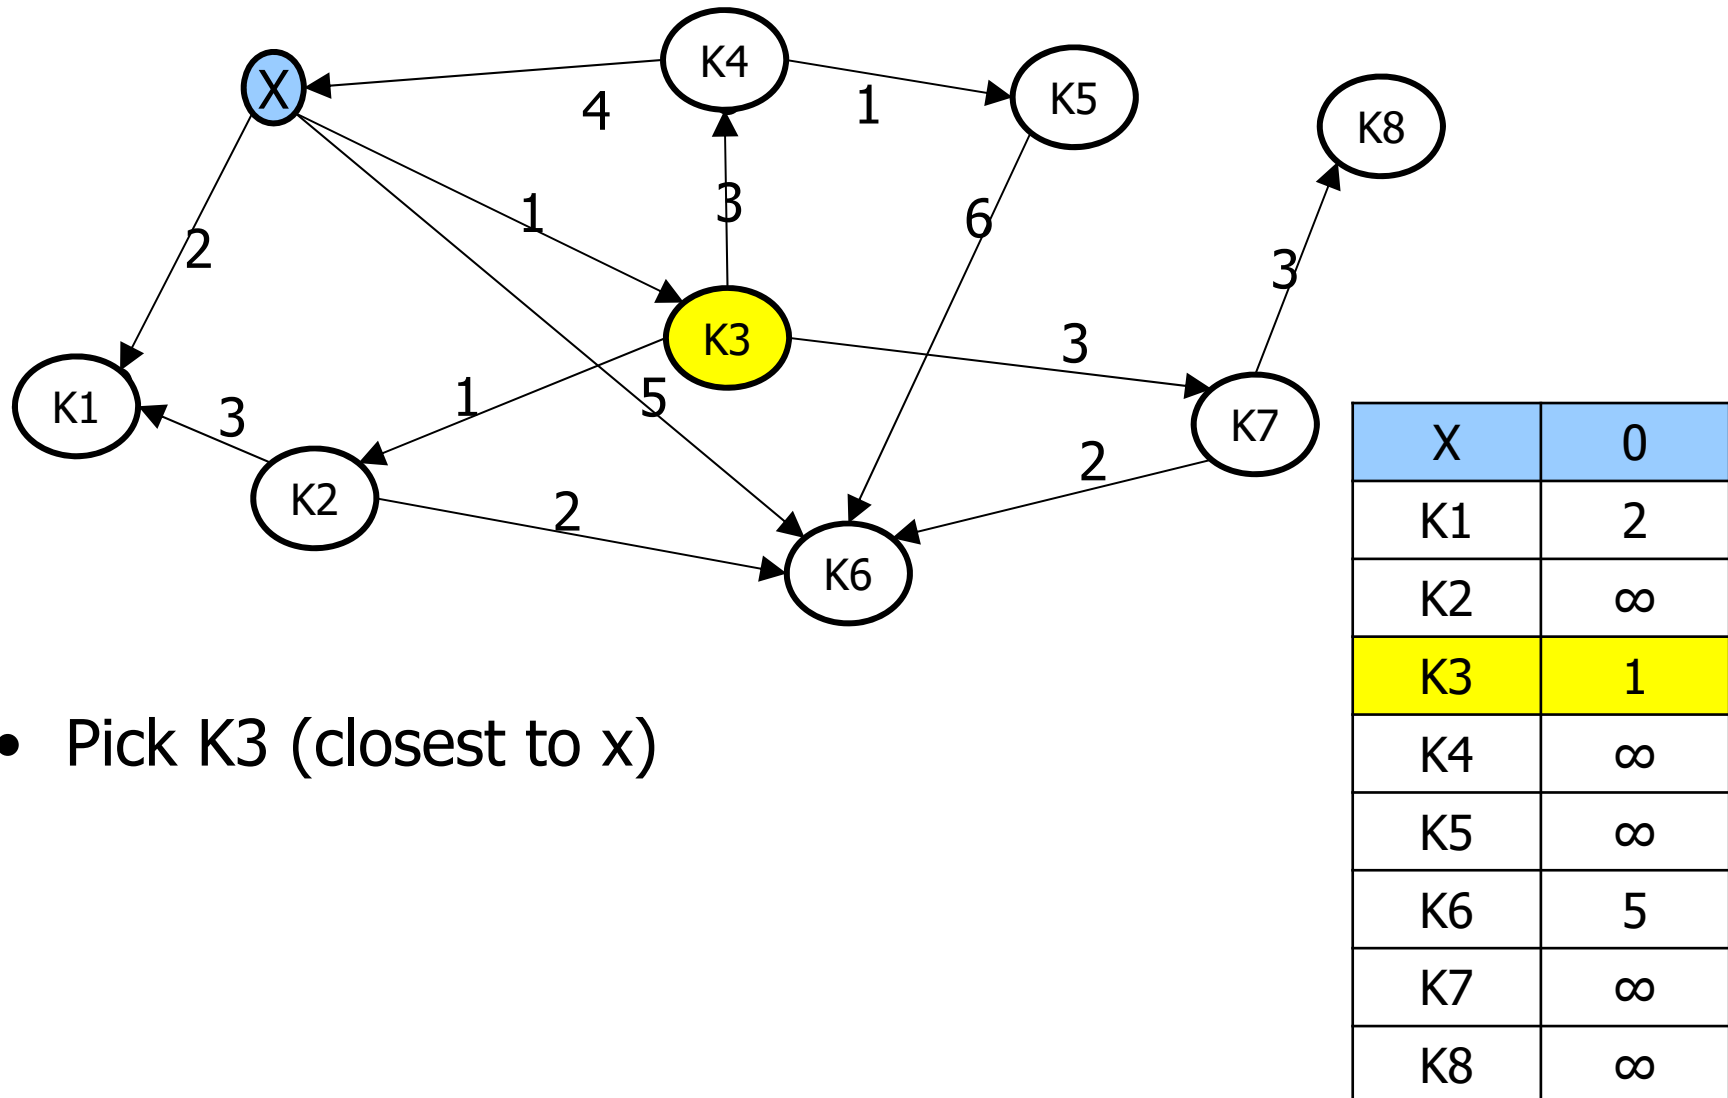 K4
X
K5
4
1
K8
3
1
6
2
3
K3
3
1
5
K1
3
K7
2
K2
2
K6
X 0
K1 2
K2 ∞
K3 1
K4 ∞
K5 ∞
K6 5
K7 ∞
K8 ∞
• Pick K3 (closest to x)